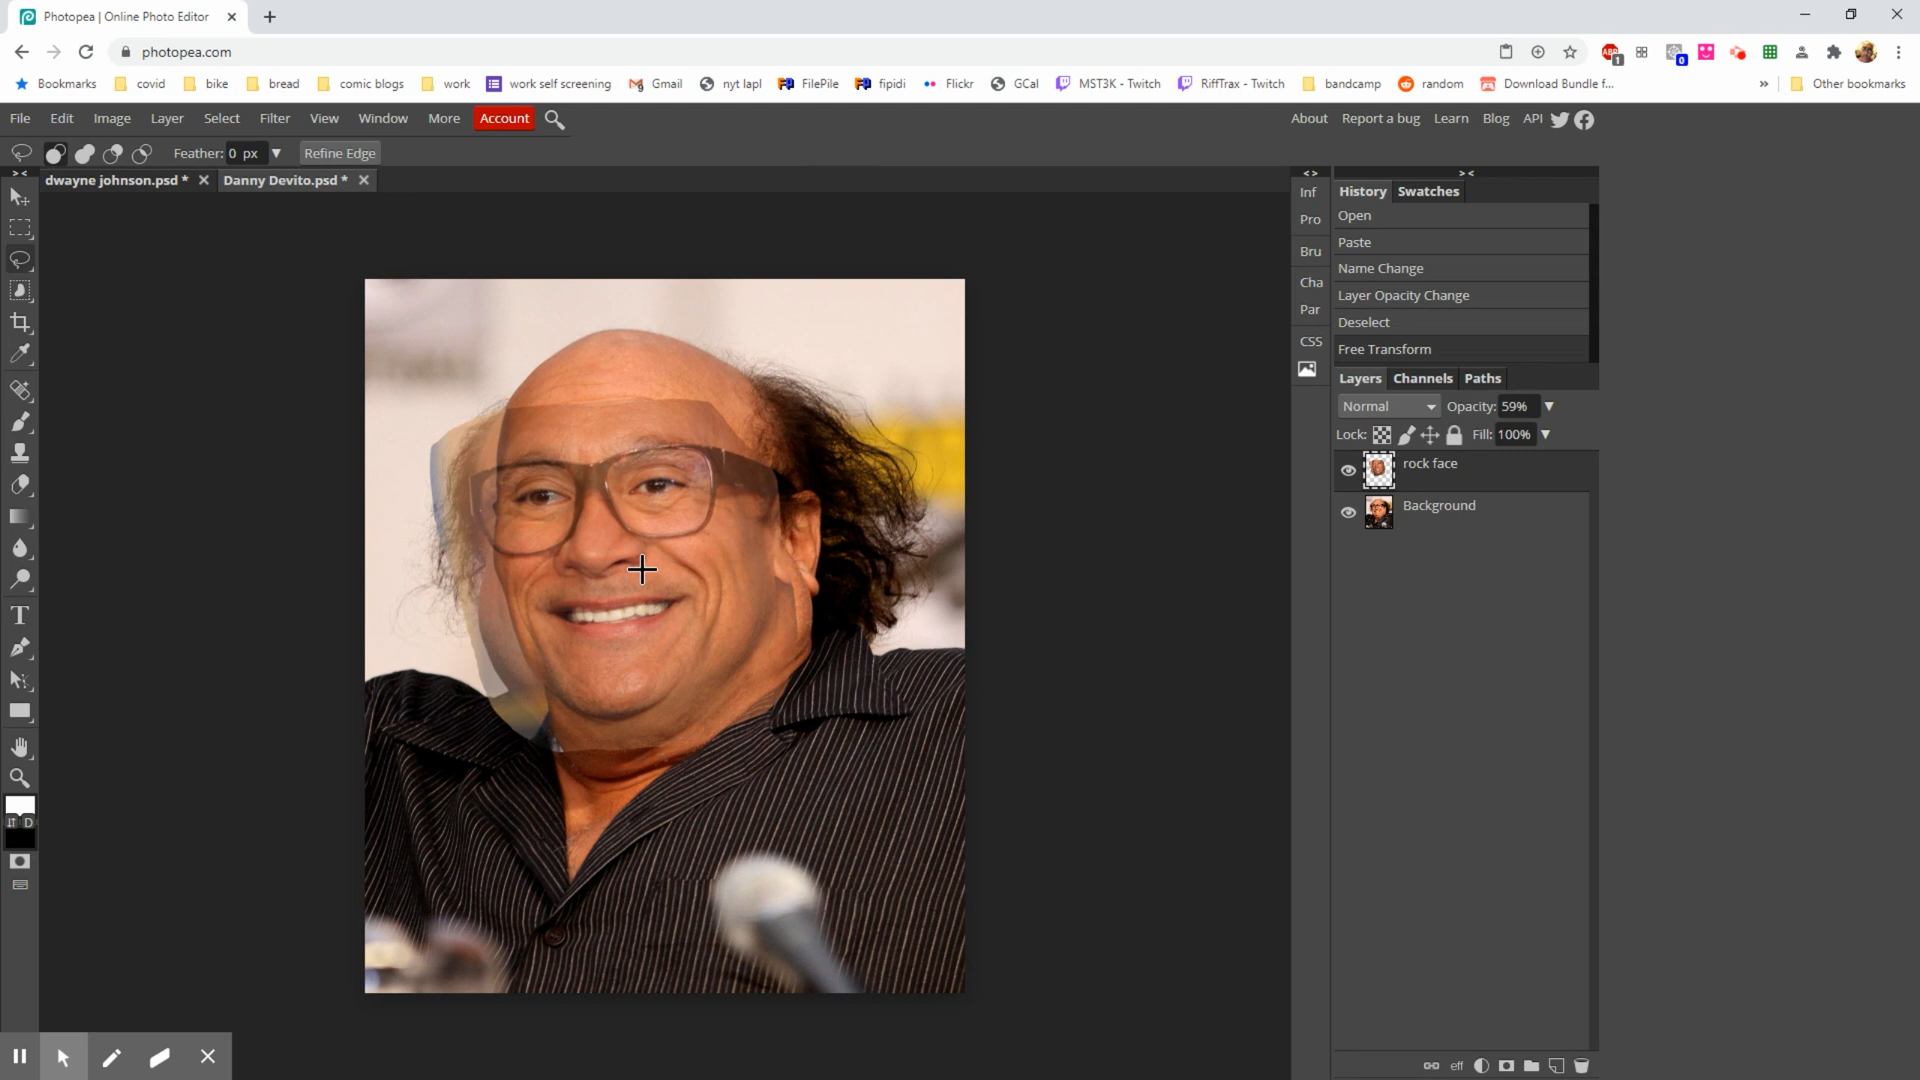 Photopea | Online Photo Editor
photopea.com
Bookmarks covid bike bread comic blogs work work self screening Gmail nyt lapl FilePile fipidi Flickr GCal MST3K - Twitch RiffTrax - Twitch bandcamp random Download Bundle f... » Other bookmarks
File Edit Image Layer Select Filter View Window More Account About Report a bug Learn Blog API
Feather: 0 px Refine Edge
dwayne johnson.psd * Danny Devito.psd *
Inf
Pro
Bru
Cha
Par
CSS
History Swatches
Open
Paste
Name Change
Layer Opacity Change
Deselect
Free Transform
Layers Channels Paths
Normal Opacity: 59%
Lock: Fill: 100%
rock face
Background
eff